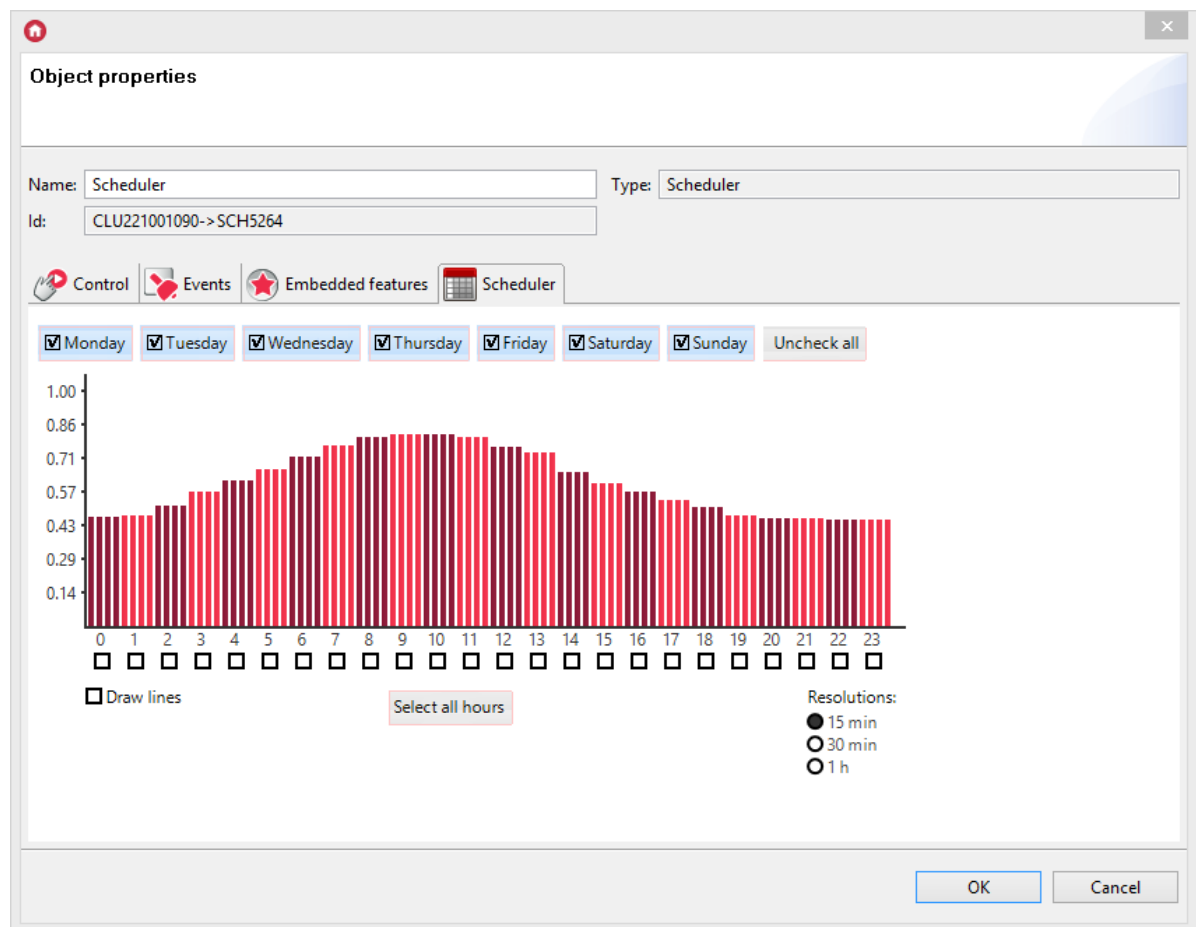 Object properties
Name: Scheduler Type: Scheduler
Id: CLU221001090->SCH5264
Control Events Embedded features Scheduler
Monday Tuesday Wednesday Thursday Friday Saturday Sunday Uncheck all
1.00
0.86
0.71
0.57
0.43
0.29
0.14
0 1 2 3 4 5 6 7 8 9 10 11 12 13 14 15 16 17 18 19 20 21 22 23
Draw lines Select all hours Resolutions:
15 min
30 min
1 h
OK Cancel